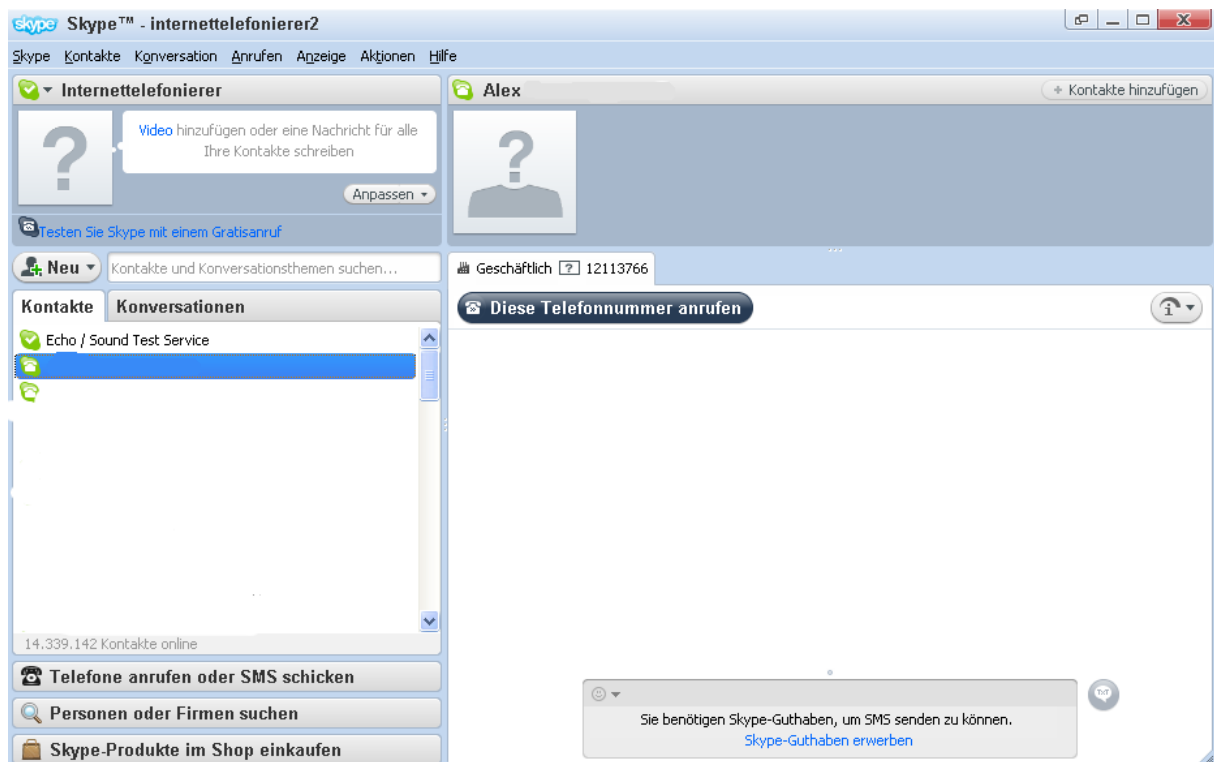 skype Skype™ - internettelefonierer2
Skype Kontakte Konversation Anrufen Anzeige Aktionen Hilfe
Internettelefonierer
Video hinzufügen oder eine Nachricht für alle
Ihre Kontakte schreiben
Anpassen
Testen Sie Skype mit einem Gratisanruf
Neu
Kontakte und Konversationsthemen suchen...
Kontakte Konversationen
Echo / Sound Test Service
14.339.142 Kontakte online
Telefone anrufen oder SMS schicken
Personen oder Firmen suchen
Skype-Produkte im Shop einkaufen
Alex
+ Kontakte hinzufügen
Geschäftlich ? 12113766
Diese Telefonnummer anrufen
Sie benötigen Skype-Guthaben, um SMS senden zu können.
Skype-Guthaben erwerben
TXT